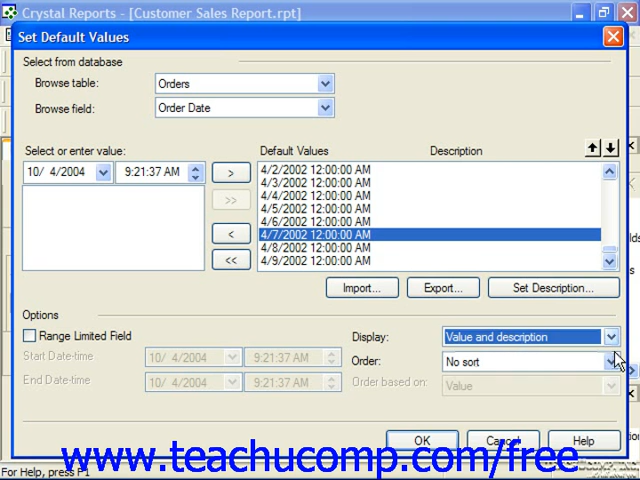 Crystal Reports - [Customer Sales Report.rpt]
Set Default Values
Select from database
Browse table: Orders
Browse field: Order Date
Select or enter value: Default Values Description
10/ 4/2004 9:21:37 AM > 4/2/2002 12:00:00 AM
4/3/2002 12:00:00 AM
>> 4/4/2002 12:00:00 AM
4/5/2002 12:00:00 AM
4/6/2002 12:00:00 AM
< 4/7/2002 12:00:00 AM
4/8/2002 12:00:00 AM
<< 4/9/2002 12:00:00 AM
Import... Export... Set Description...
Options
Range Limited Field Display: Value and description
Start Date-time 10/ 4/2004 9:21:37 AM Order: No sort
End Date-time 10/ 4/2004 9:21:37 AM Order based on: Value
OK Cancel Help
www.teachucomp.com/free
For Help, press F1